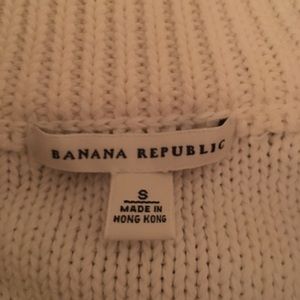 BANANA REPUBLIC
S
MADE IN
HONG KONG